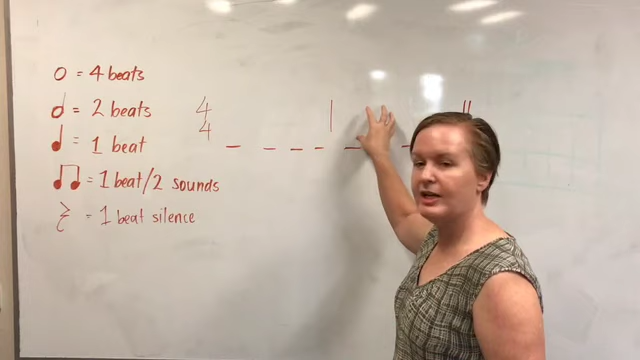 = 4 beats
= 2 beats
= 1 beat
= 1 beat/2 sounds
= 1 beat silence
4
4